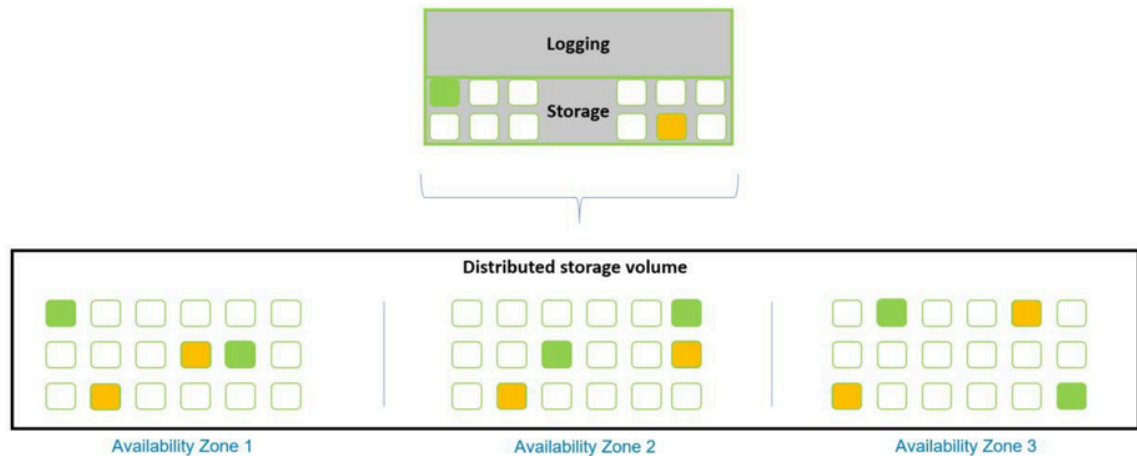 Logging
Storage
Distributed storage volume
Availability Zone 1
Availability Zone 2
Availability Zone 3